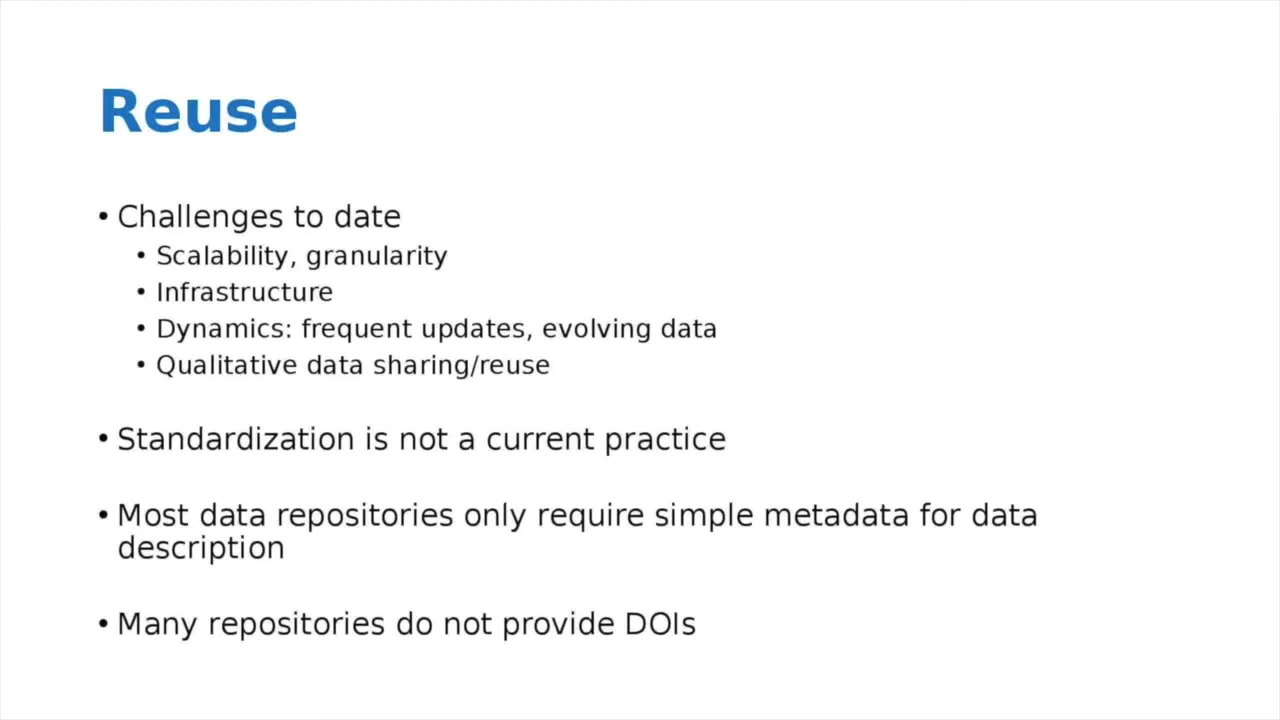 Reuse
• Challenges to date
• Scalability, granularity
• Infrastructure
• Dynamics: frequent updates, evolving data
• Qualitative data sharing/reuse
• Standardization is not a current practice
• Most data repositories only require simple metadata for data
description
• Many repositories do not provide DOIs